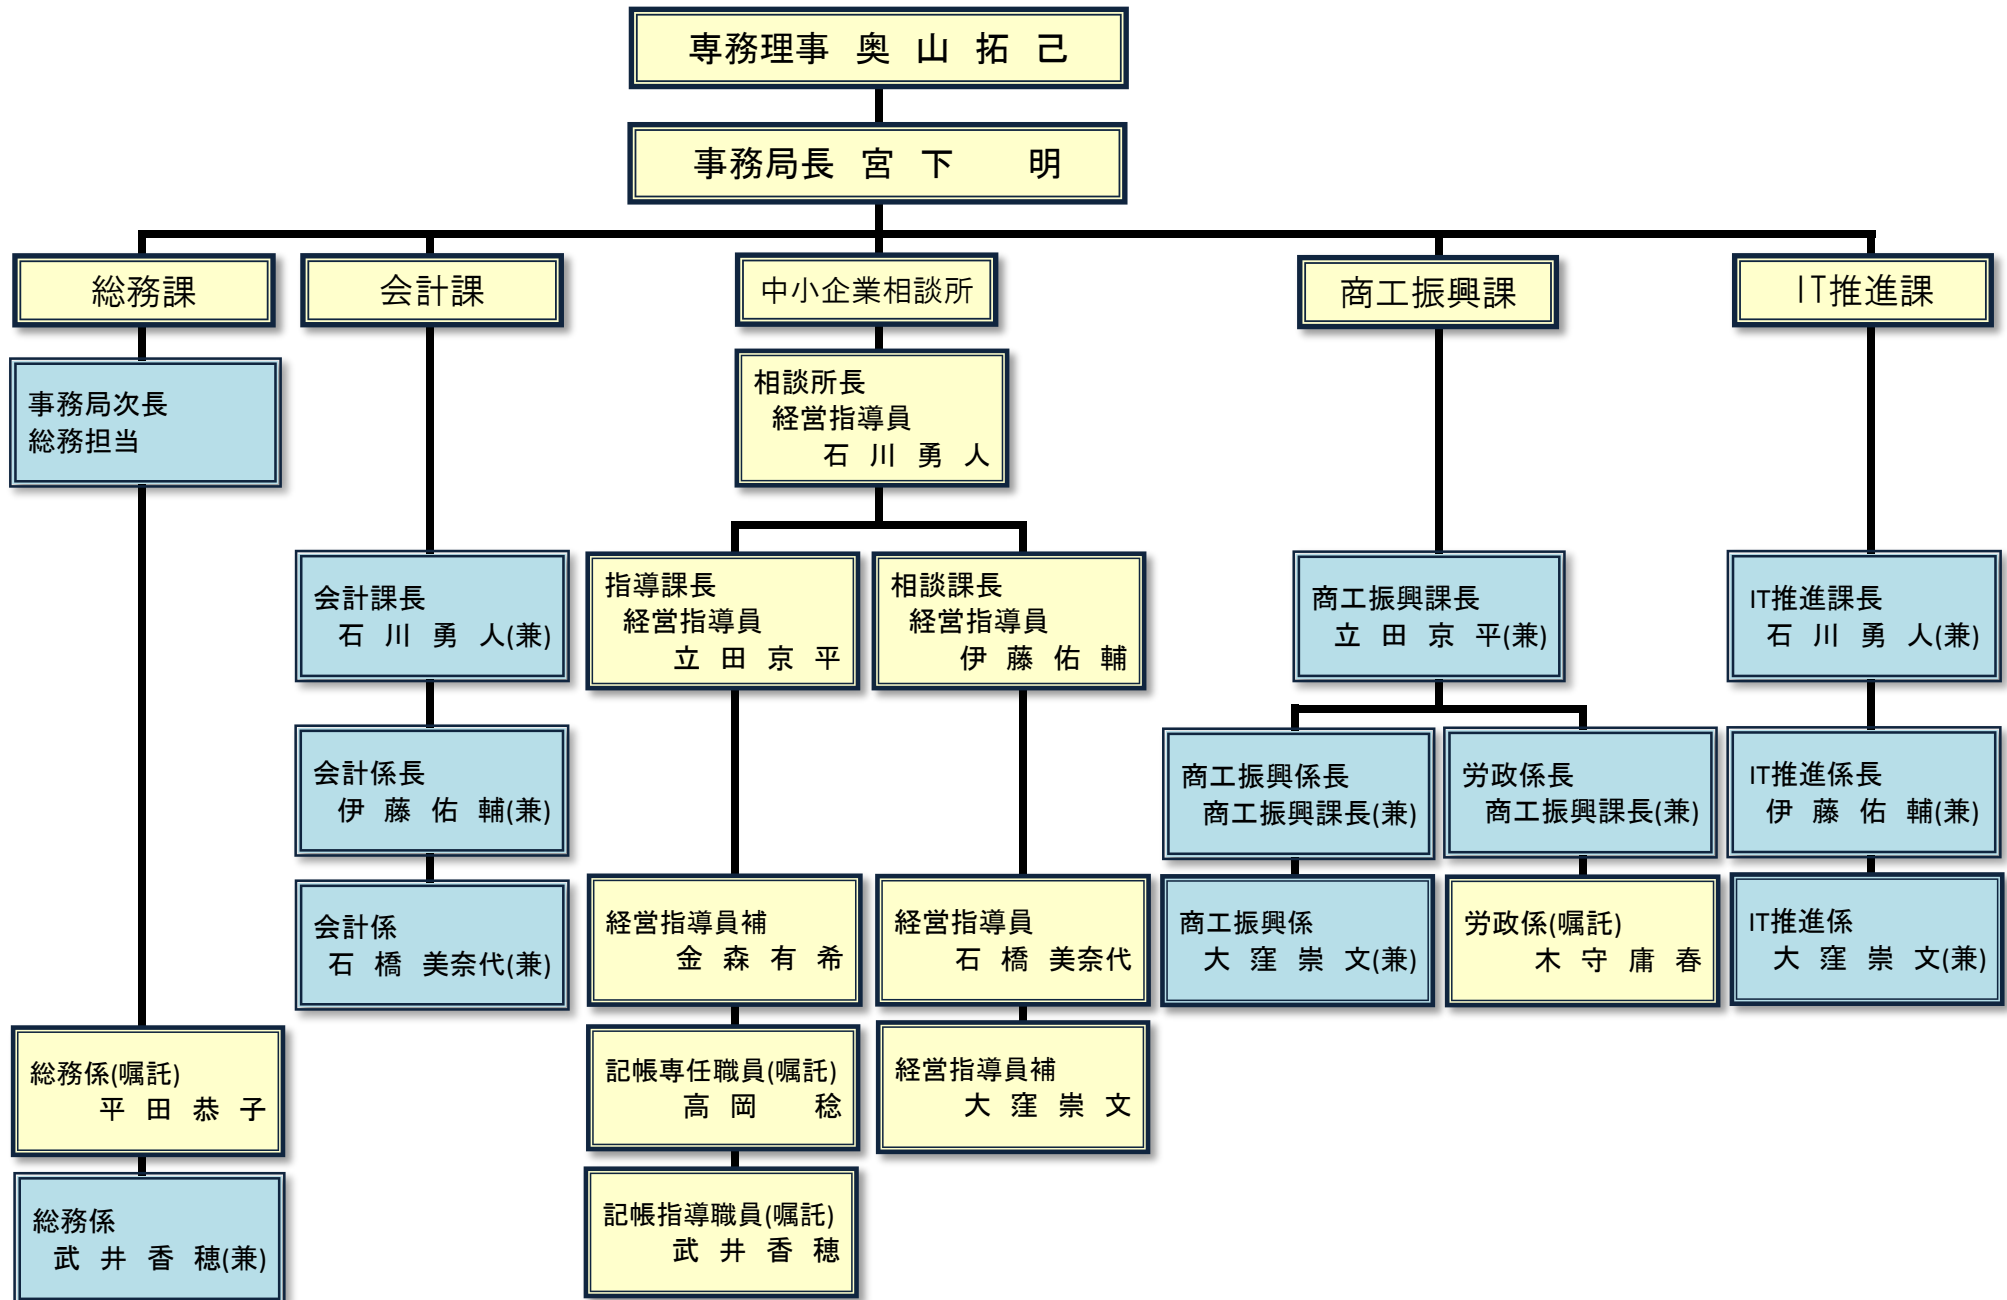 専務理事 奥 山 拓 己
事務局長 宮 下 明
総務課
会計課
中小企業相談所
商工振興課
IT推進課
事務局次長
総務担当
相談所長
経営指導員
石 川 勇 人
会計課長
石 川 勇 人(兼)
指導課長
経営指導員
立 田 京 平
相談課長
経営指導員
伊 藤 佑 輔
商工振興課長
立 田 京 平(兼)
IT推進課長
石 川 勇 人(兼)
会計係長
伊 藤 佑 輔(兼)
商工振興係長
商工振興課長(兼)
労政係長
商工振興課長(兼)
IT推進係長
伊 藤 佑 輔(兼)
会計係
石 橋 美奈代(兼)
経営指導員補
金 森 有 希
経営指導員
石 橋 美奈代
商工振興係
大 窪 崇 文(兼)
労政係(嘱託)
木 守 庸 春
IT推進係
大 窪 崇 文(兼)
総務係(嘱託)
平 田 恭 子
記帳専任職員(嘱託)
高 岡 稔
経営指導員補
大 窪 崇 文
総務係
武 井 香 穂(兼)
記帳指導職員(嘱託)
武 井 香 穂